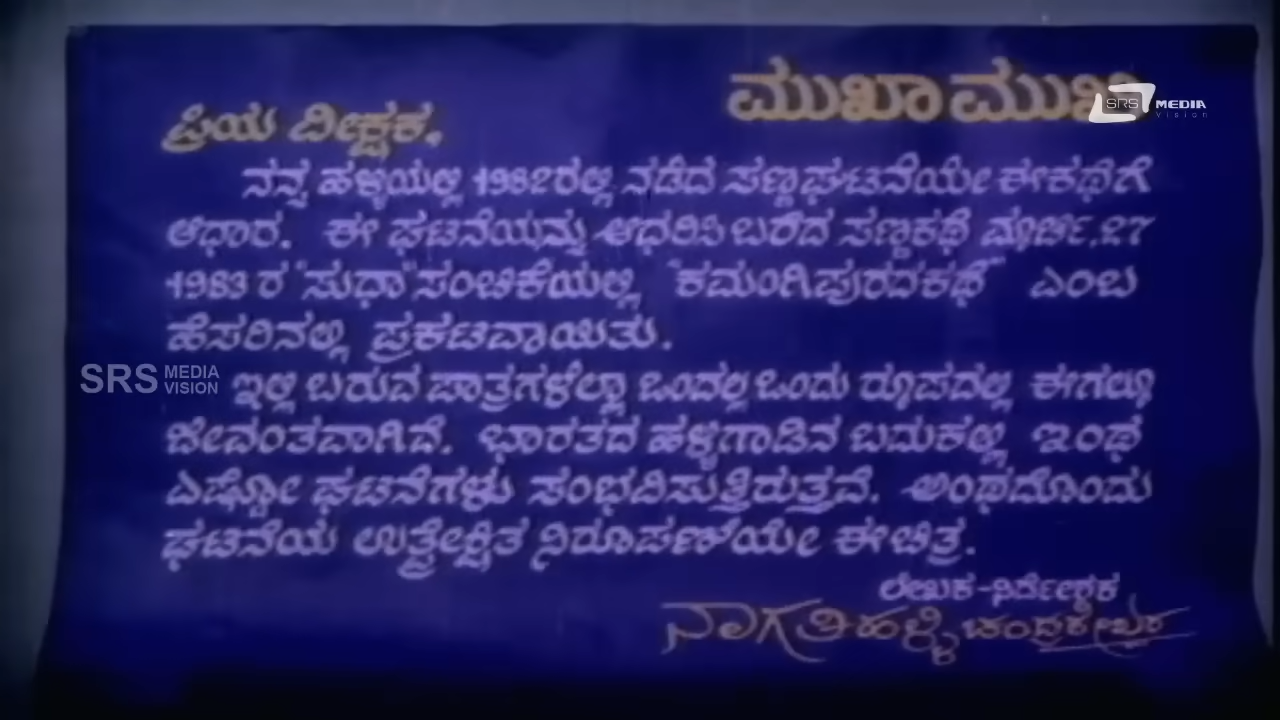 ಮುಖಾಮುಖಿ
SRS MEDIA
Vision
ಪ್ರಿಯ ವೀಕ್ಷಕ,
ನನ್ನ ಹಳ್ಳಿಯಲ್ಲಿ 1982ರಲ್ಲಿ ನಡೆದ ಸಣ್ಣಘಟನೆಯೇ ಈ ಕಥೆಗೆ
ಆಧಾರ. ಈ ಘಟನೆಯನ್ನು ಆಧರಿಸಿ ಬರೆದ ಸಣ್ಣಕಥೆ ಮಾರ್ಚಿ.27
1983 ರ "ಸುಧಾ" ಸಂಚಿಕೆಯಲ್ಲಿ "ಕಮಂಗಿಪುರದಕಥೆ" ಎಂಬ
ಹೆಸರಿನಲ್ಲಿ ಪ್ರಕಟವಾಯಿತು.
SRS MEDIA
VISION
ಇಲ್ಲಿ ಬರುವ ಪಾತ್ರಗಳೆಲ್ಲಾ ಒಂದಲ್ಲ ಒಂದು ರೂಪದಲ್ಲಿ ಈಗಲೂ
ಜೀವಂತವಾಗಿವೆ. ಭಾರತದ ಹಳ್ಳಿಗಾಡಿನ ಬದುಕಲ್ಲಿ ಇಂಥ
ಎಷ್ಟೋ ಘಟನೆಗಳು ಸಂಭವಿಸುತ್ತಿರುತ್ತವೆ. ಅಂಥದೊಂದು
ಘಟನೆಯ ಉತ್ಪ್ರೇಕ್ಷಿತ ನಿರೂಪಣೆಯೇ ಈ ಚಿತ್ರ.
ಲೇಖಕ-ನಿರ್ದೇಶಕ
ನಾಗತಿಹಳ್ಳಿ ಚಂದ್ರಶೇಖರ